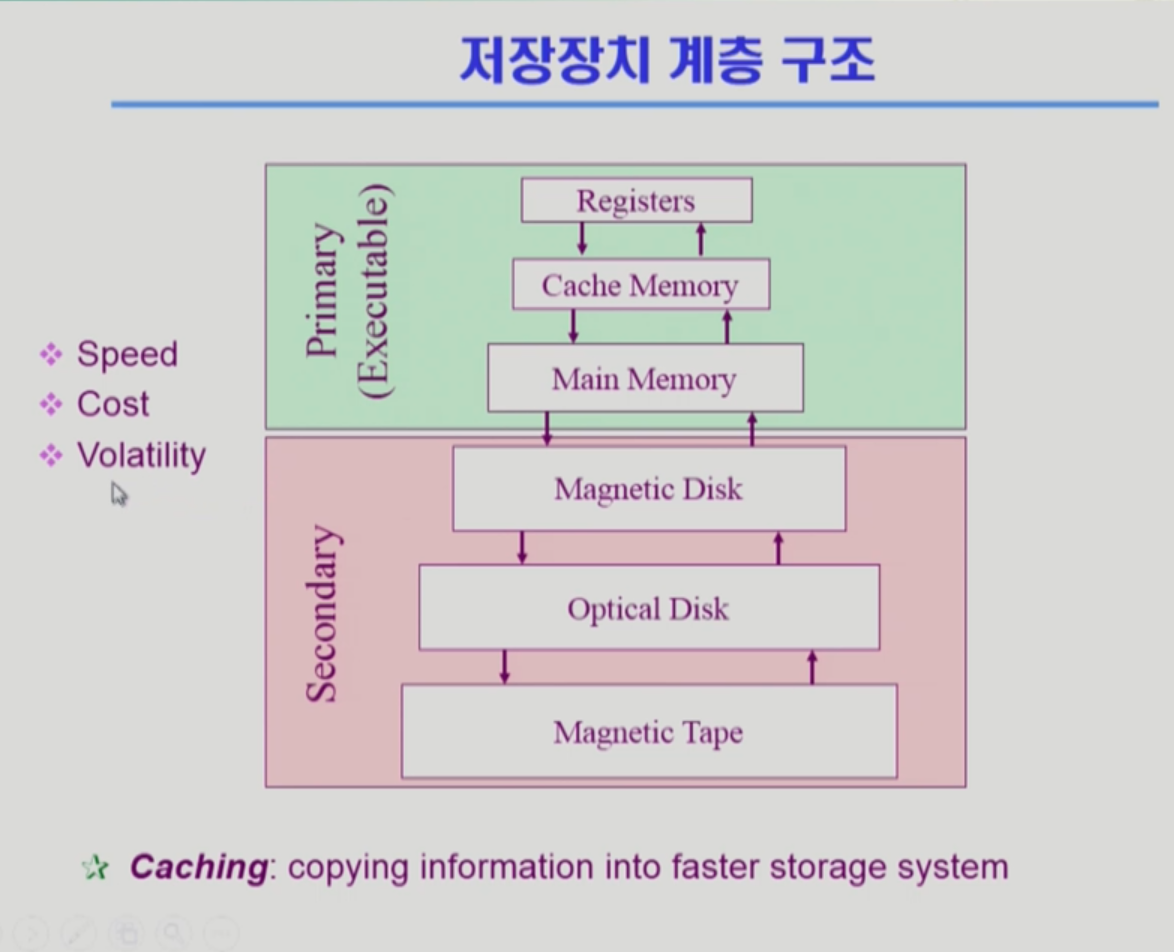 저장장치 계층 구조
Primary
(Executable)
Registers
Cache Memory
Main Memory
Speed
Cost
Volatility
Secondary
Magnetic Disk
Optical Disk
Magnetic Tape
Caching: copying information into faster storage system